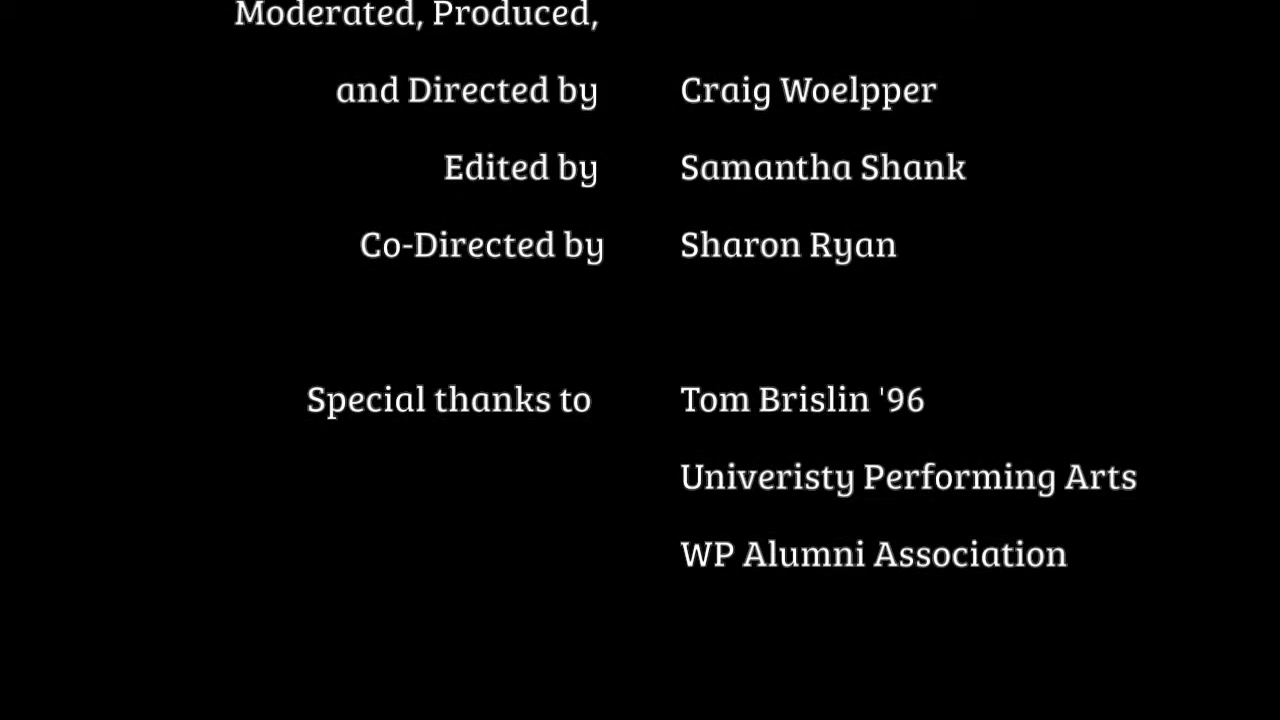 Moderated, Produced,
and Directed by Craig Woelpper
Edited by Samantha Shank
Co-Directed by Sharon Ryan
Special thanks to Tom Brislin '96
Univeristy Performing Arts
WP Alumni Association